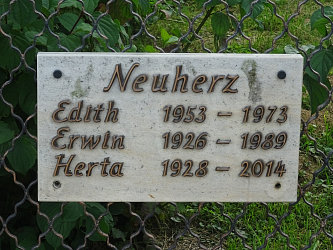 Neuherz
Edith 1953 – 1973
Erwin 1926 – 1989
Herta 1928 – 2014